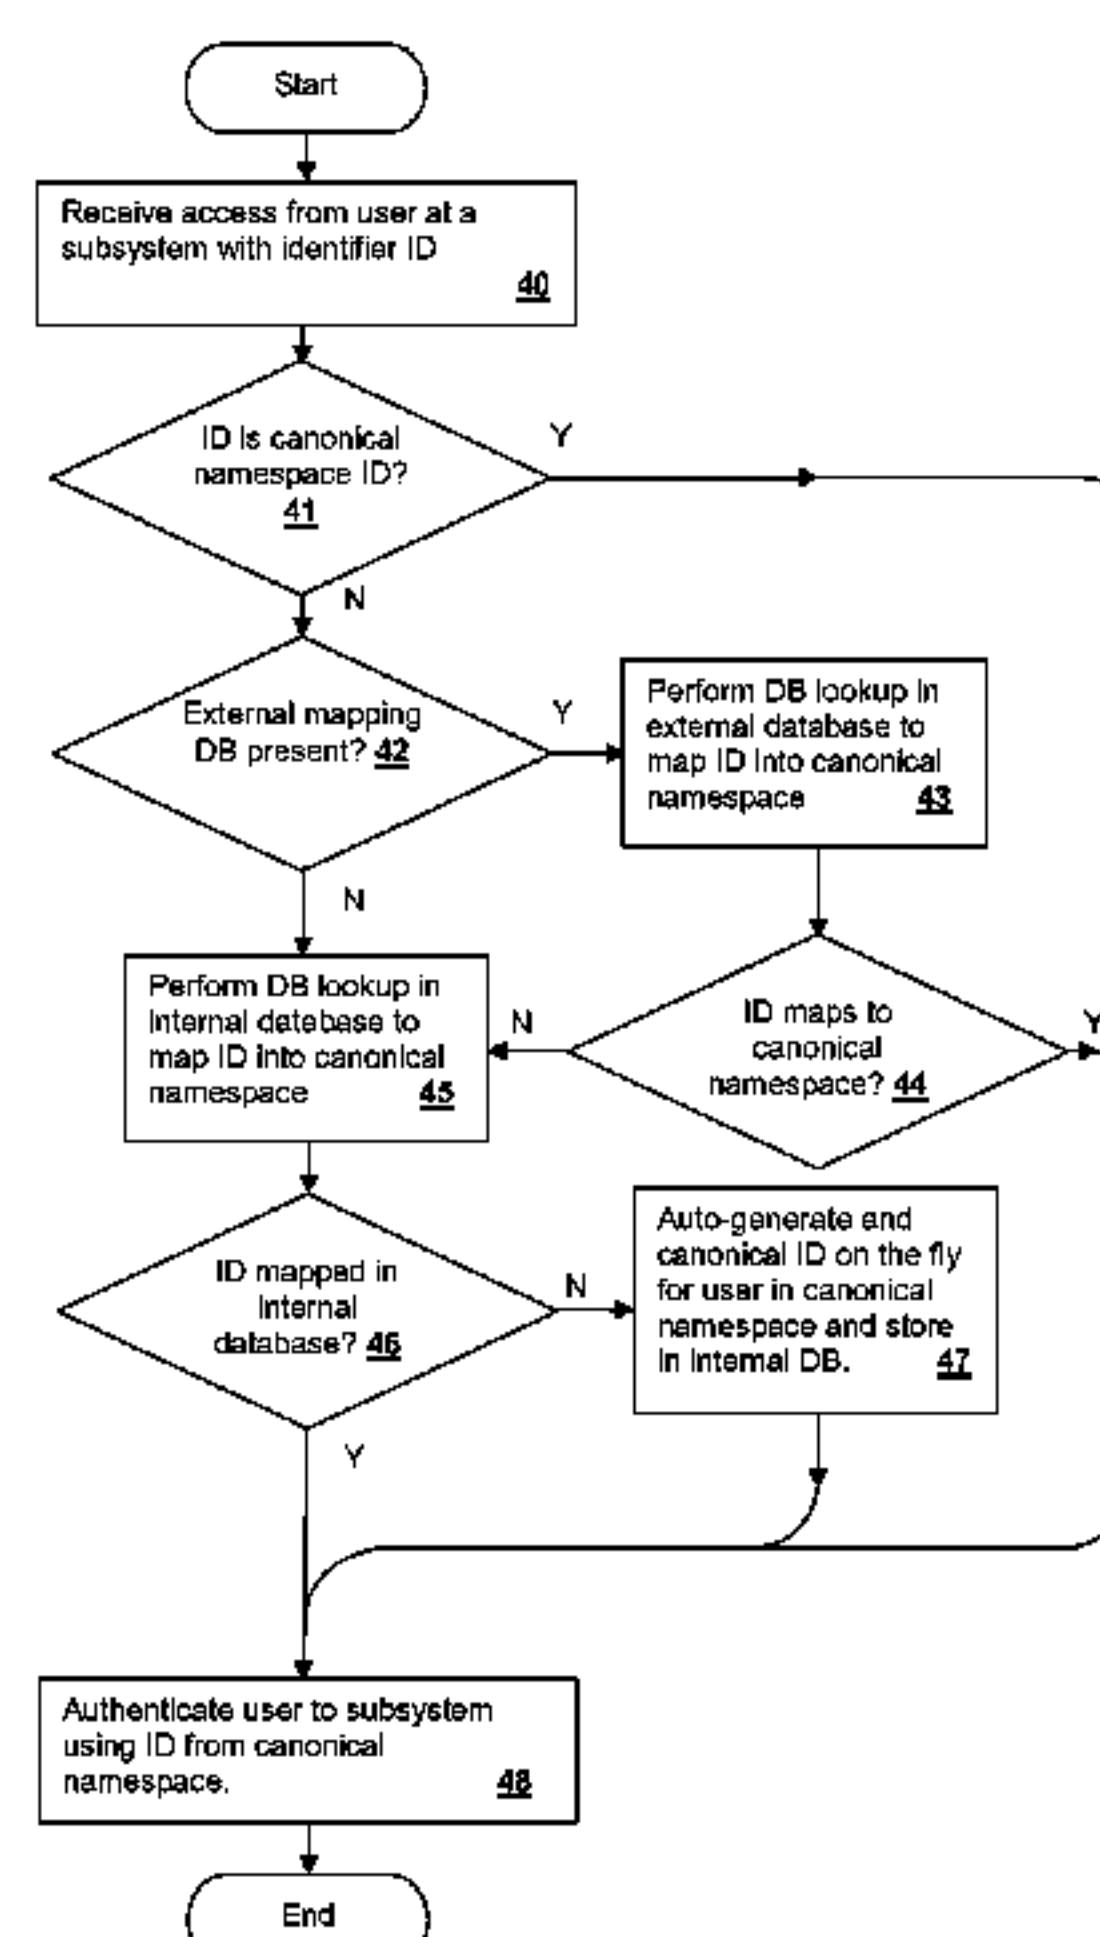 Start
Receive access from user at a
subsystem with identifier ID
40
ID is canonical
namespace ID?
41
Y
N
External mapping
DB present? 42
Y
Perform DB lookup in
external database to
map ID into canonical
namespace 43
N
Perform DB lookup in
internal datebase to
map ID into canonical
namespace 45
N
ID maps to
canonical
namespace? 44
Y
ID mapped in
internal
database? 46
N
Auto-generate and
canonical ID on the fly
for user in canonical
namespace and store
in internal DB. 47
Y
Authenticate user to subsystem
using ID from canonical
namespace. 48
End